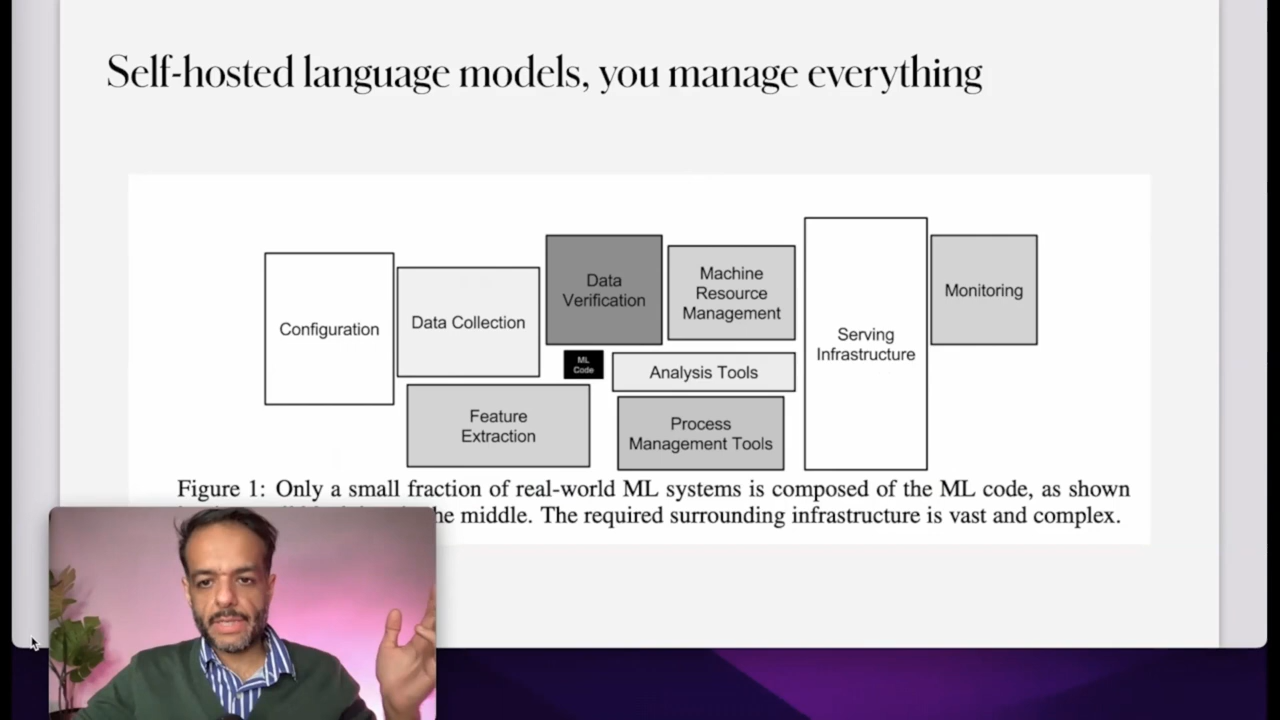 Self-hosted language models, you manage everything
Configuration
Data Collection
Data
Verification
Machine
Resource
Management
Serving
Infrastructure
Monitoring
ML
Code
Analysis Tools
Feature
Extraction
Process
Management Tools
Figure 1: Only a small fraction of real-world ML systems is composed of the ML code, as shown
the middle. The required surrounding infrastructure is vast and complex.